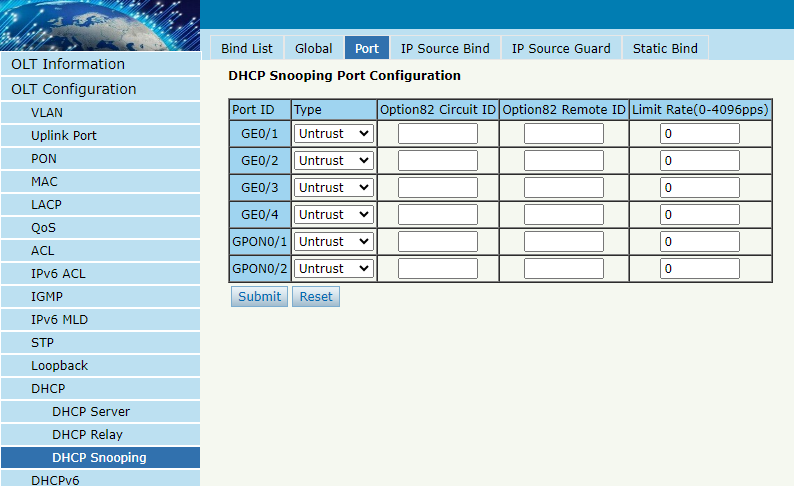 Bind List Global Port IP Source Bind IP Source Guard Static Bind
OLT Information
OLT Configuration
VLAN
Uplink Port
PON
MAC
LACP
QoS
ACL
IPv6 ACL
IGMP
IPv6 MLD
STP
Loopback
DHCP
DHCP Server
DHCP Relay
DHCP Snooping
DHCPv6
DHCP Snooping Port Configuration
Port ID Type Option82 Circuit ID Option82 Remote ID Limit Rate(0-4096pps)
GE0/1 Untrust 0
GE0/2 Untrust 0
GE0/3 Untrust 0
GE0/4 Untrust 0
GPON0/1 Untrust 0
GPON0/2 Untrust 0
Submit Reset